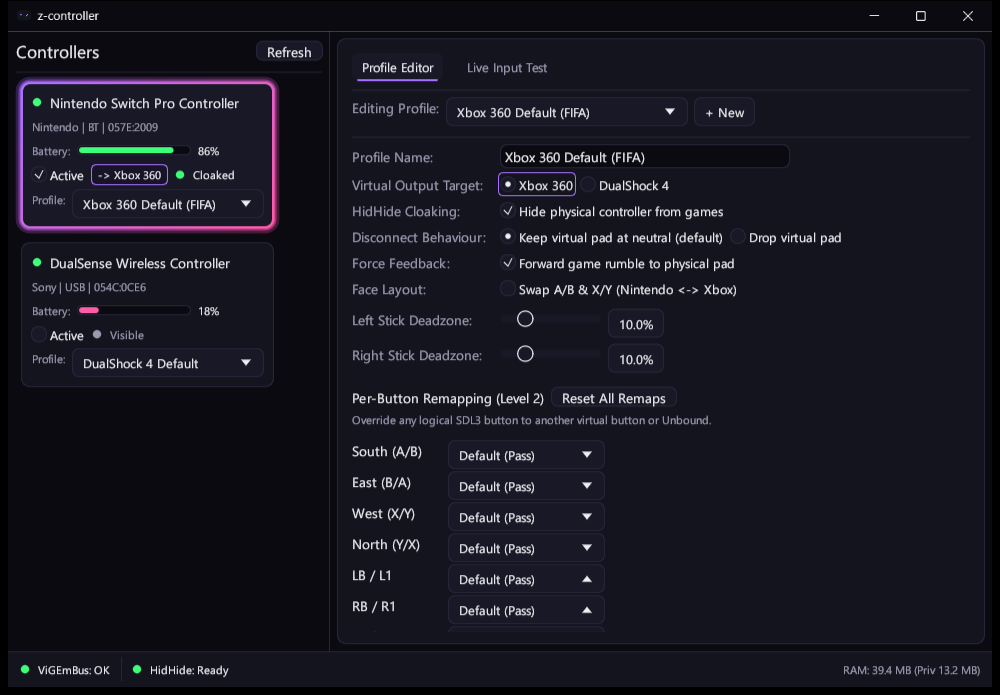 z-controller
Controllers
Refresh
Nintendo Switch Pro Controller
Nintendo | BT | 057E:2009
Battery: 86%
Active -> Xbox 360 Cloaked
Profile: Xbox 360 Default (FIFA)
DualSense Wireless Controller
Sony | USB | 054C:0CE6
Battery: 18%
Active Visible
Profile: DualShock 4 Default
Profile Editor Live Input Test
Editing Profile: Xbox 360 Default (FIFA) + New
Profile Name: Xbox 360 Default (FIFA)
Virtual Output Target: Xbox 360 DualShock 4
HidHide Cloaking: Hide physical controller from games
Disconnect Behaviour: Keep virtual pad at neutral (default) Drop virtual pad
Force Feedback: Forward game rumble to physical pad
Face Layout: Swap A/B & X/Y (Nintendo <-> Xbox)
Left Stick Deadzone: 10.0%
Right Stick Deadzone: 10.0%
Per-Button Remapping (Level 2) Reset All Remaps
Override any logical SDL3 button to another virtual button or Unbound.
South (A/B) Default (Pass)
East (B/A) Default (Pass)
West (X/Y) Default (Pass)
North (Y/X) Default (Pass)
LB / L1 Default (Pass)
RB / R1 Default (Pass)
ViGEmBus: OK HidHide: Ready RAM: 39.4 MB (Priv 13.2 MB)